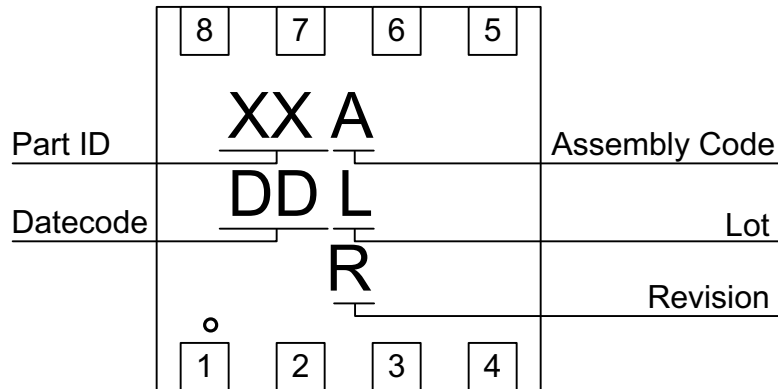 8 7 6 5
XX A
Part ID
Assembly Code
DD L
Datecode
Lot
R
Revision
1 2 3 4